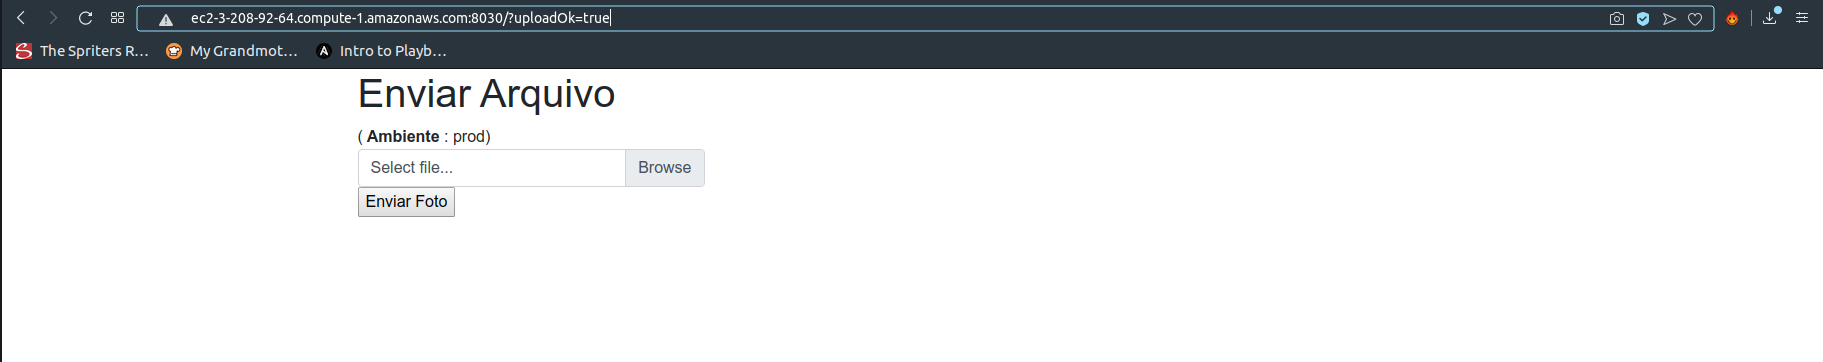 ec2-3-208-92-64.compute-1.amazonaws.com:8030/?uploadOk=true
The Spriters R... My Grandmot... Intro to Playb...
Enviar Arquivo
( Ambiente : prod)
Select file... Browse
Enviar Foto